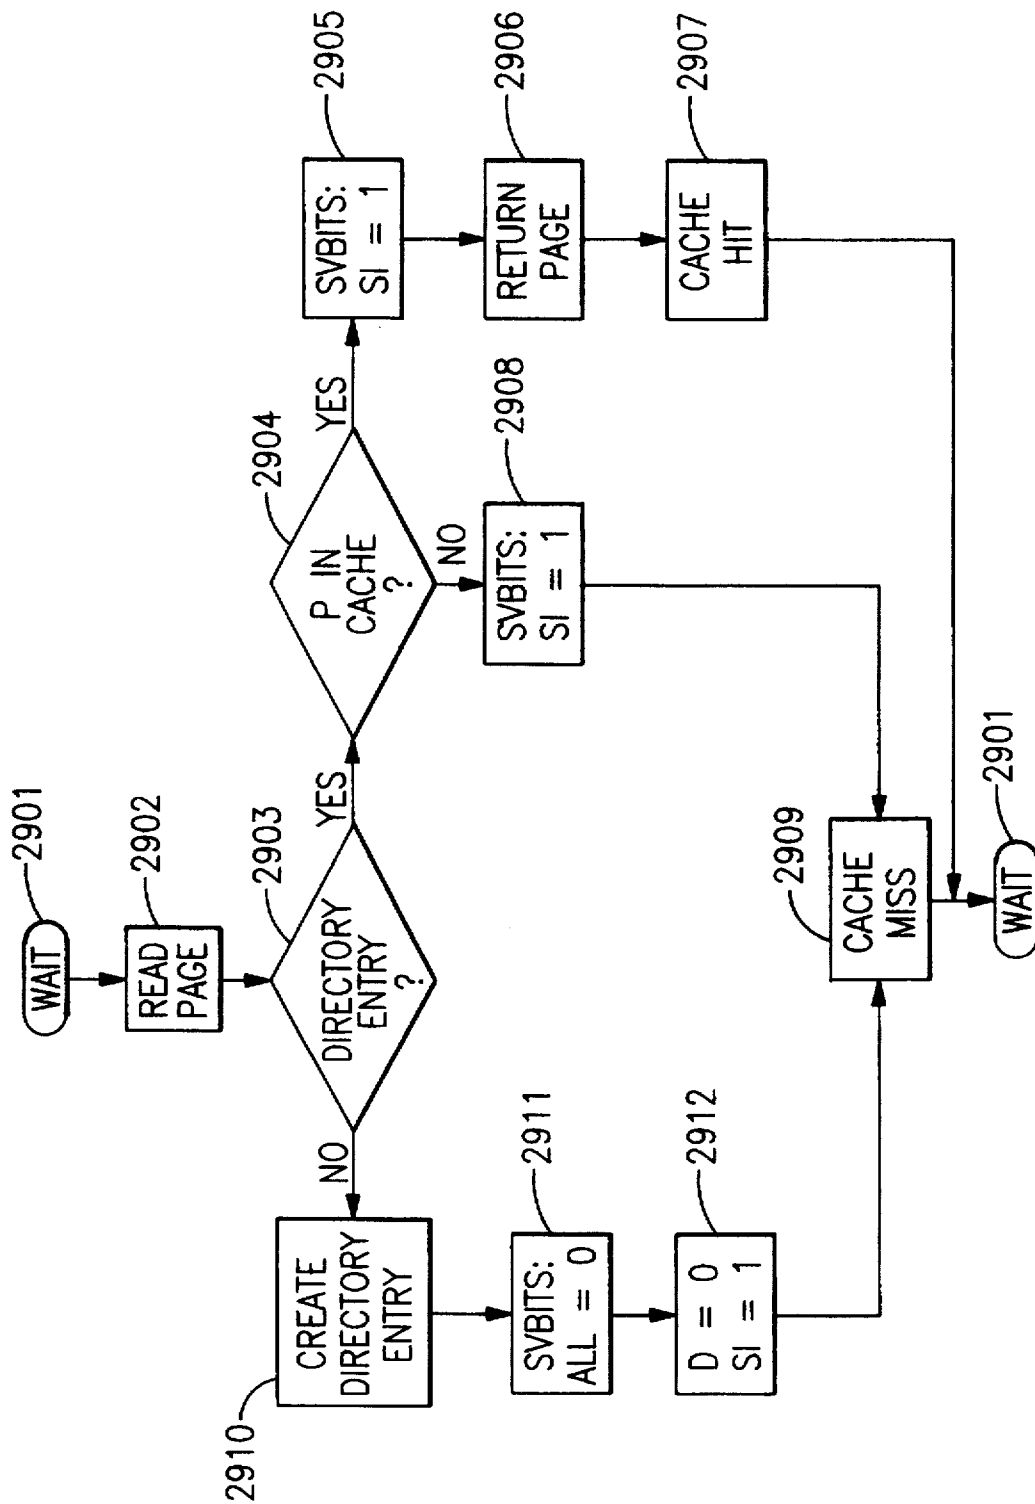 WAIT
2901
READ
PAGE
2902
DIRECTORY
ENTRY
?
2903
YES
NO
P IN
CACHE
?
2904
YES
NO
SVBITS:
SI = 1
2905
RETURN
PAGE
2906
CACHE
HIT
2907
SVBITS:
SI = 1
2908
CREATE
DIRECTORY
ENTRY
2910
SVBITS:
ALL = 0
2911
D = 0
SI = 1
2912
CACHE
MISS
2909
WAIT
2901